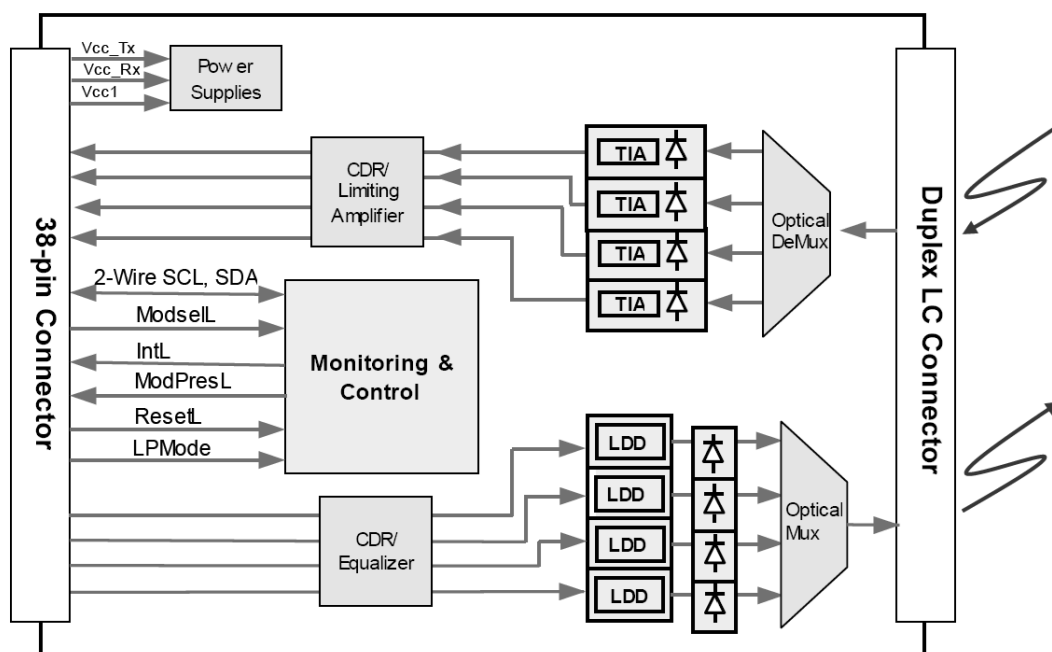 Vcc_Tx
Vcc_Rx
Vcc1
Power
Supplies
38-pin Connector
CDR/
Limiting
Amplifier
TIA
TIA
TIA
TIA
Optical
DeMux
Duplex LC Connector
2-Wire SCL, SDA
ModselL
IntL
ModPresL
ResetL
LPMode
Monitoring &
Control
CDR/
Equalizer
LDD
LDD
LDD
LDD
Optical
Mux